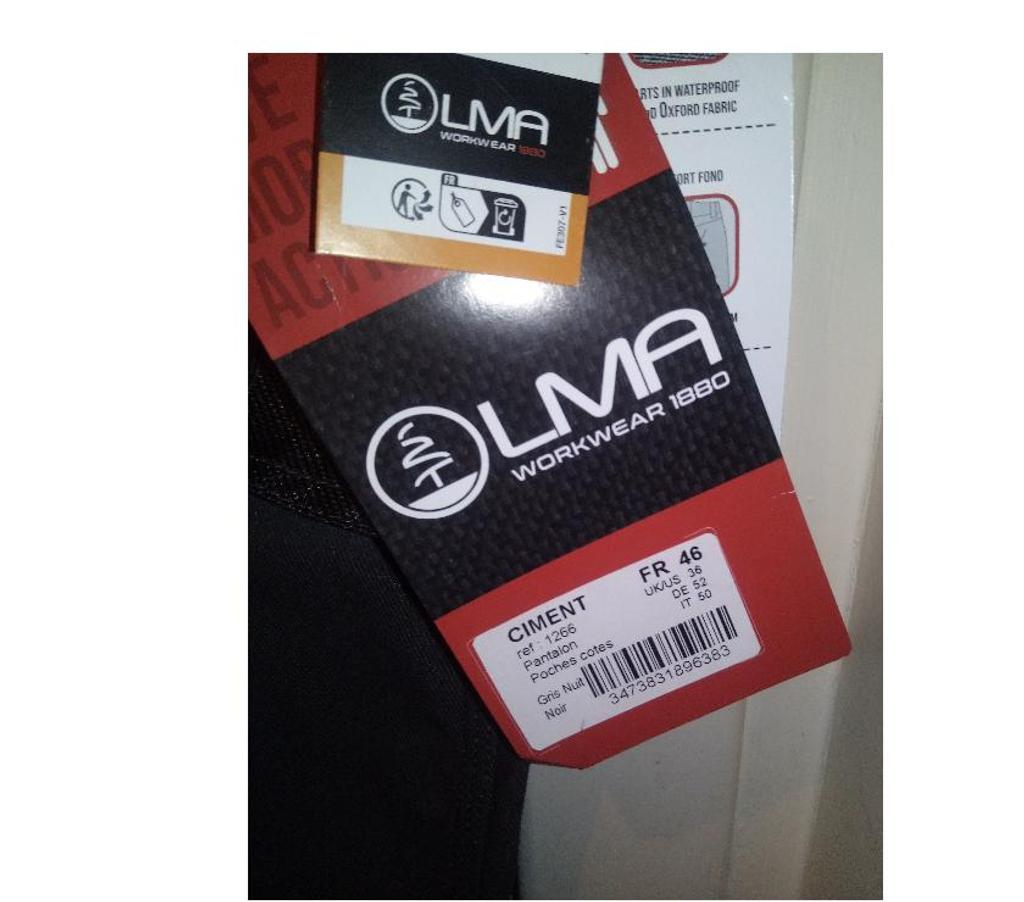 LMA
WORKWEAR 1880
FR
FE307-V1
RTS IN WATERPROOF
D OXFORD FABRIC
ORT FOND
M
ACT
LMA
WORKWEAR 1880
FR 46
UK/US 36
DE 52
IT 50
CIMENT
ref : 1266
Pantalon
Poches cotes
Gris Nuit
Noir
3473831896383